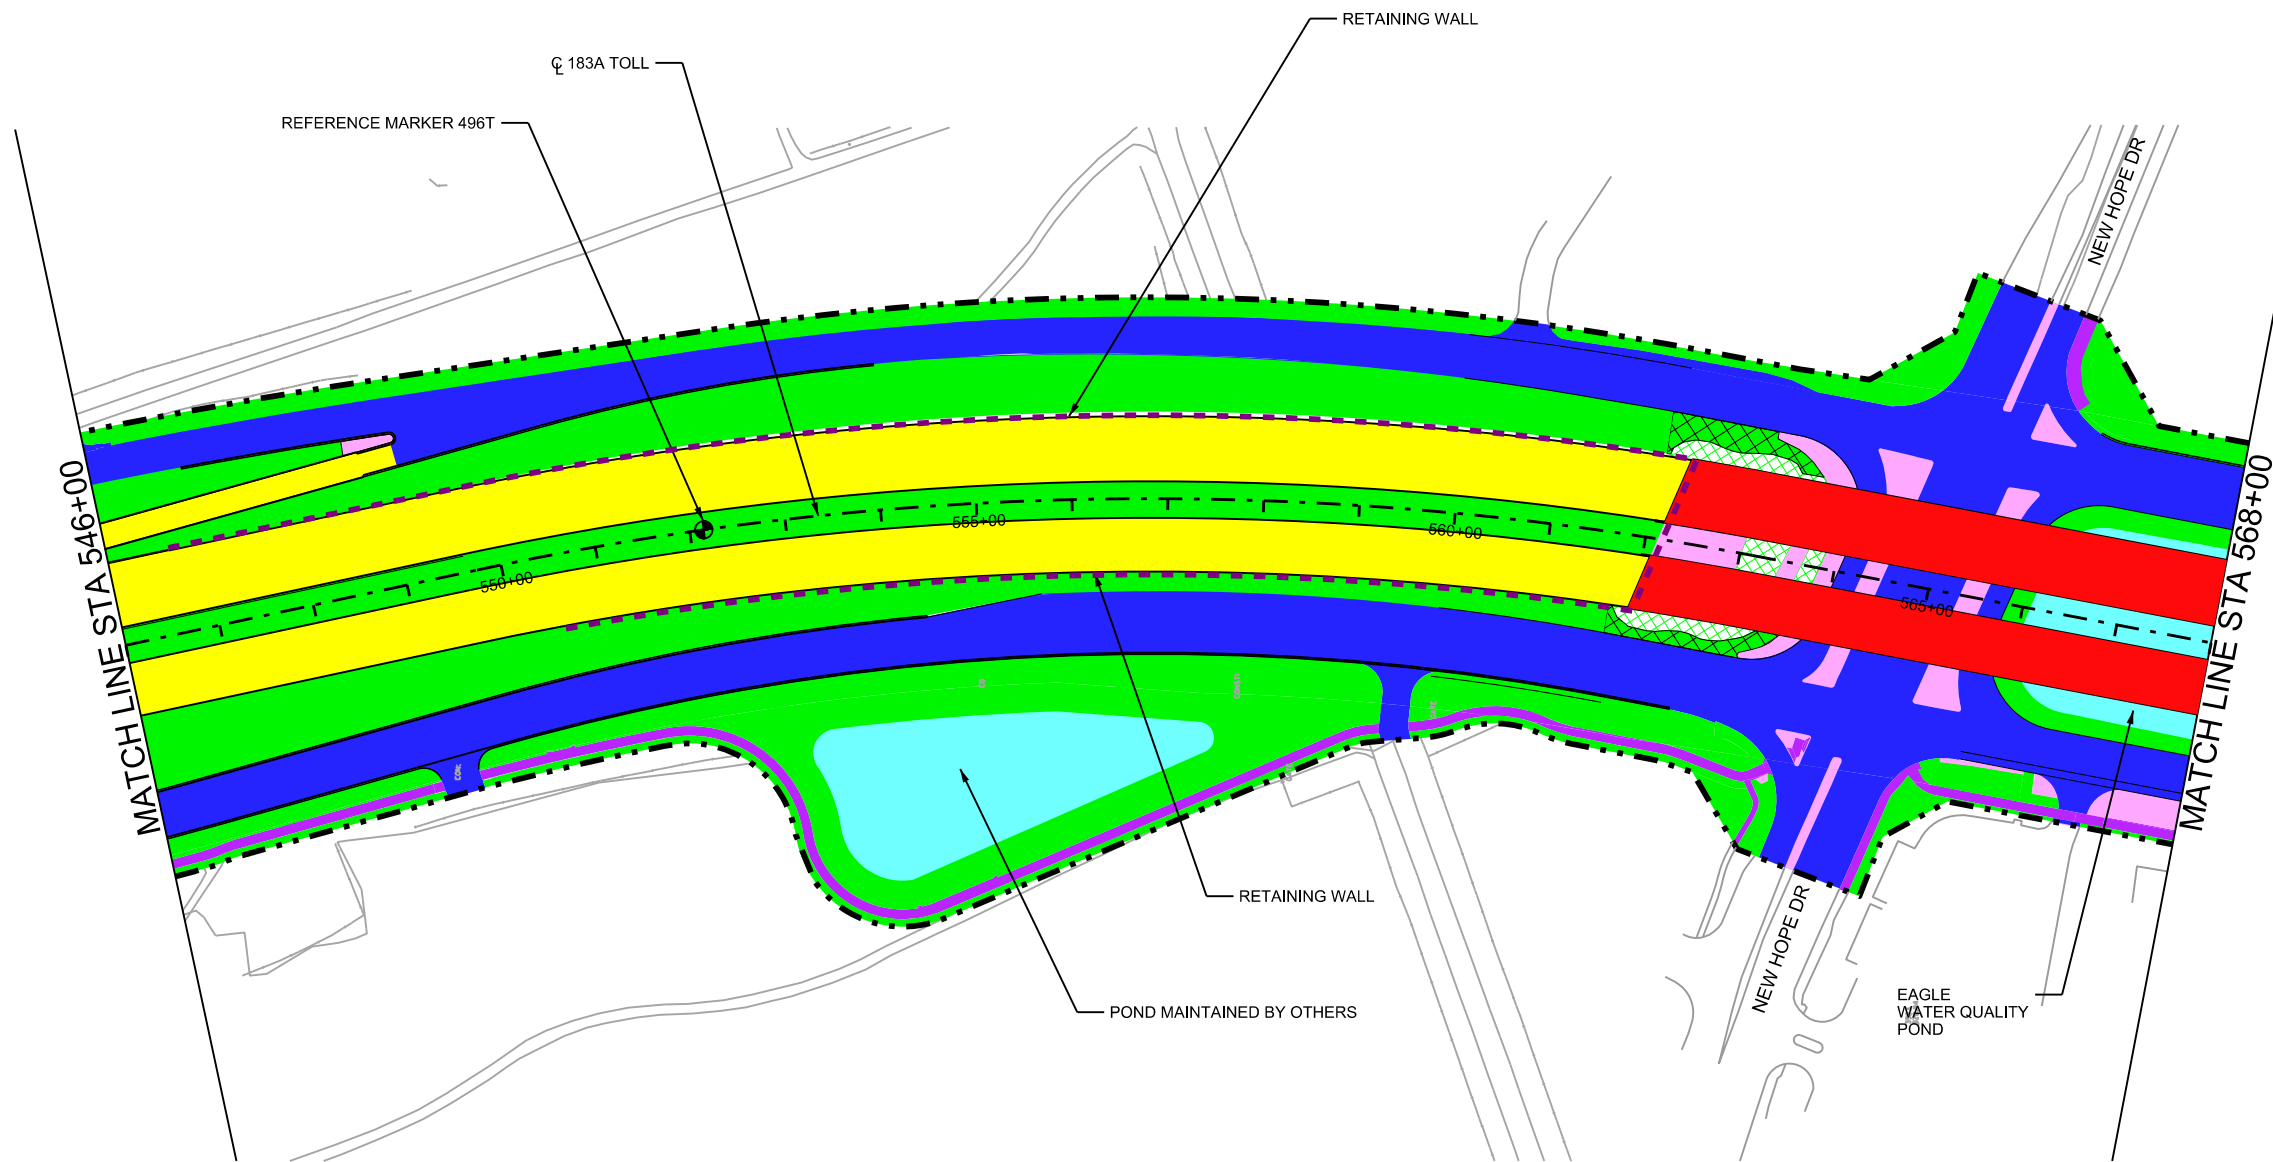 RETAINING WALL
℄ 183A TOLL
REFERENCE MARKER 496T
NEW HOPE DR
MATCH LINE STA 546+00
550+00
555+00
560+00
565+00
MATCH LINE STA 568+00
RETAINING WALL
POND MAINTAINED BY OTHERS
NEW HOPE DR
EAGLE
WATER QUALITY
POND